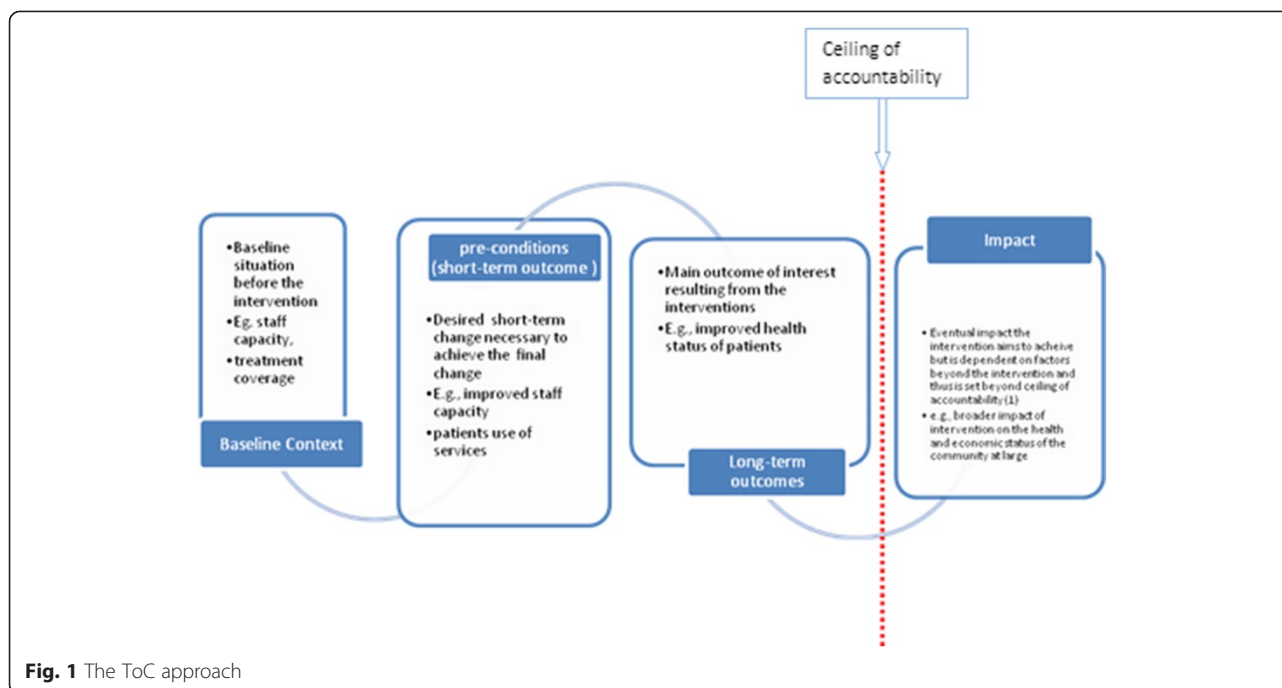 Ceiling of
accountability
•Baseline
situation
before the
intervention
•Eg. staff
capacity,
•treatment
coverage
Baseline Context
pre-conditions
(short-term outcome )
•Desired short-term
change necessary to
achieve the final
change
•E.g., improved staff
capacity
•patients use of
services
•Main outcome of interest
resulting from the
interventions
•E.g., improved health
status of patients
Long-term
outcomes
Impact
•Eventual impact the
intervention aims to acheive
but is dependent on factors
beyond the intervention and
thus is set beyond ceiling of
accountability (1)
•e.g., broader impact of
intervention on the health
and economic status of the
community at large
Fig. 1 The ToC approach